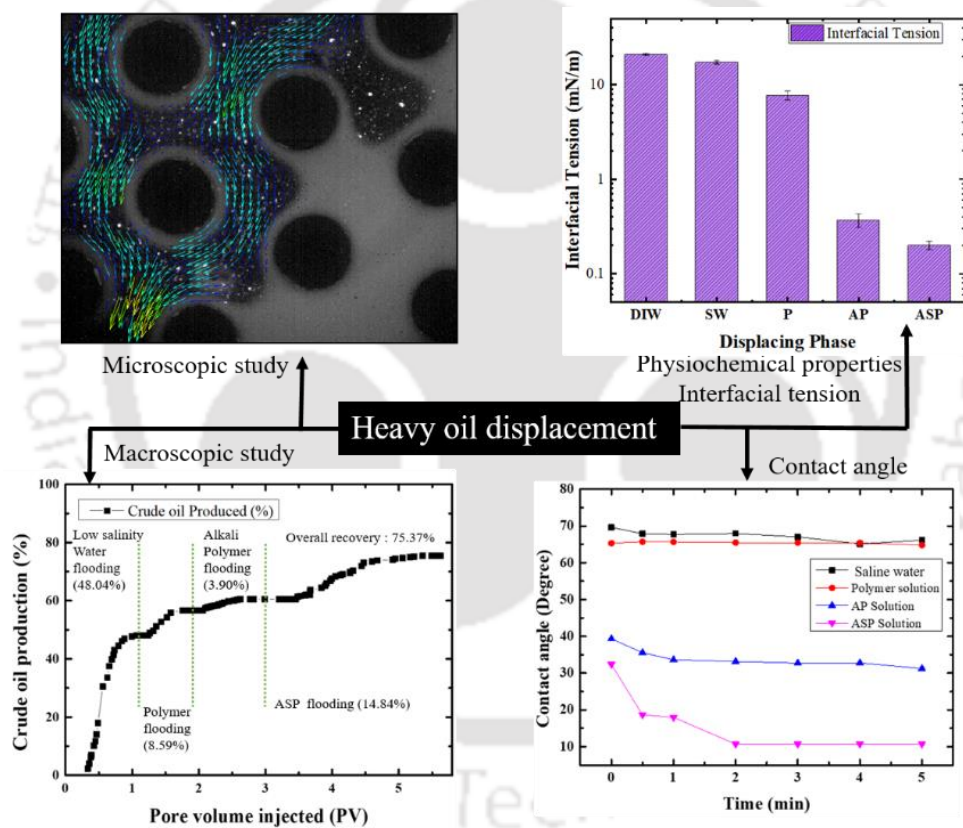 Interfacial Tension
Interfacial Tension (mN/m)
10
1
0.1
DIW SW P AP ASP
Displacing Phase
Microscopic study
Physiochemical properties
Interfacial tension
Heavy oil displacement
Macroscopic study
Contact angle
Crude oil production (%)
100
80
60
40
20
0
Crude oil Produced (%)
Low salinity
Water
flooding
(48.04%)
Alkali
Polymer
flooding
(3.90%)
Overall recovery : 75.37%
Polymer
flooding
(8.59%)
ASP flooding (14.84%)
0 1 2 3 4 5
Pore volume injected (PV)
Contact angle (Degree)
80
70
60
50
40
30
20
10
Saline water
Polymer solution
AP Solution
ASP Solution
0 1 2 3 4 5
Time (min)